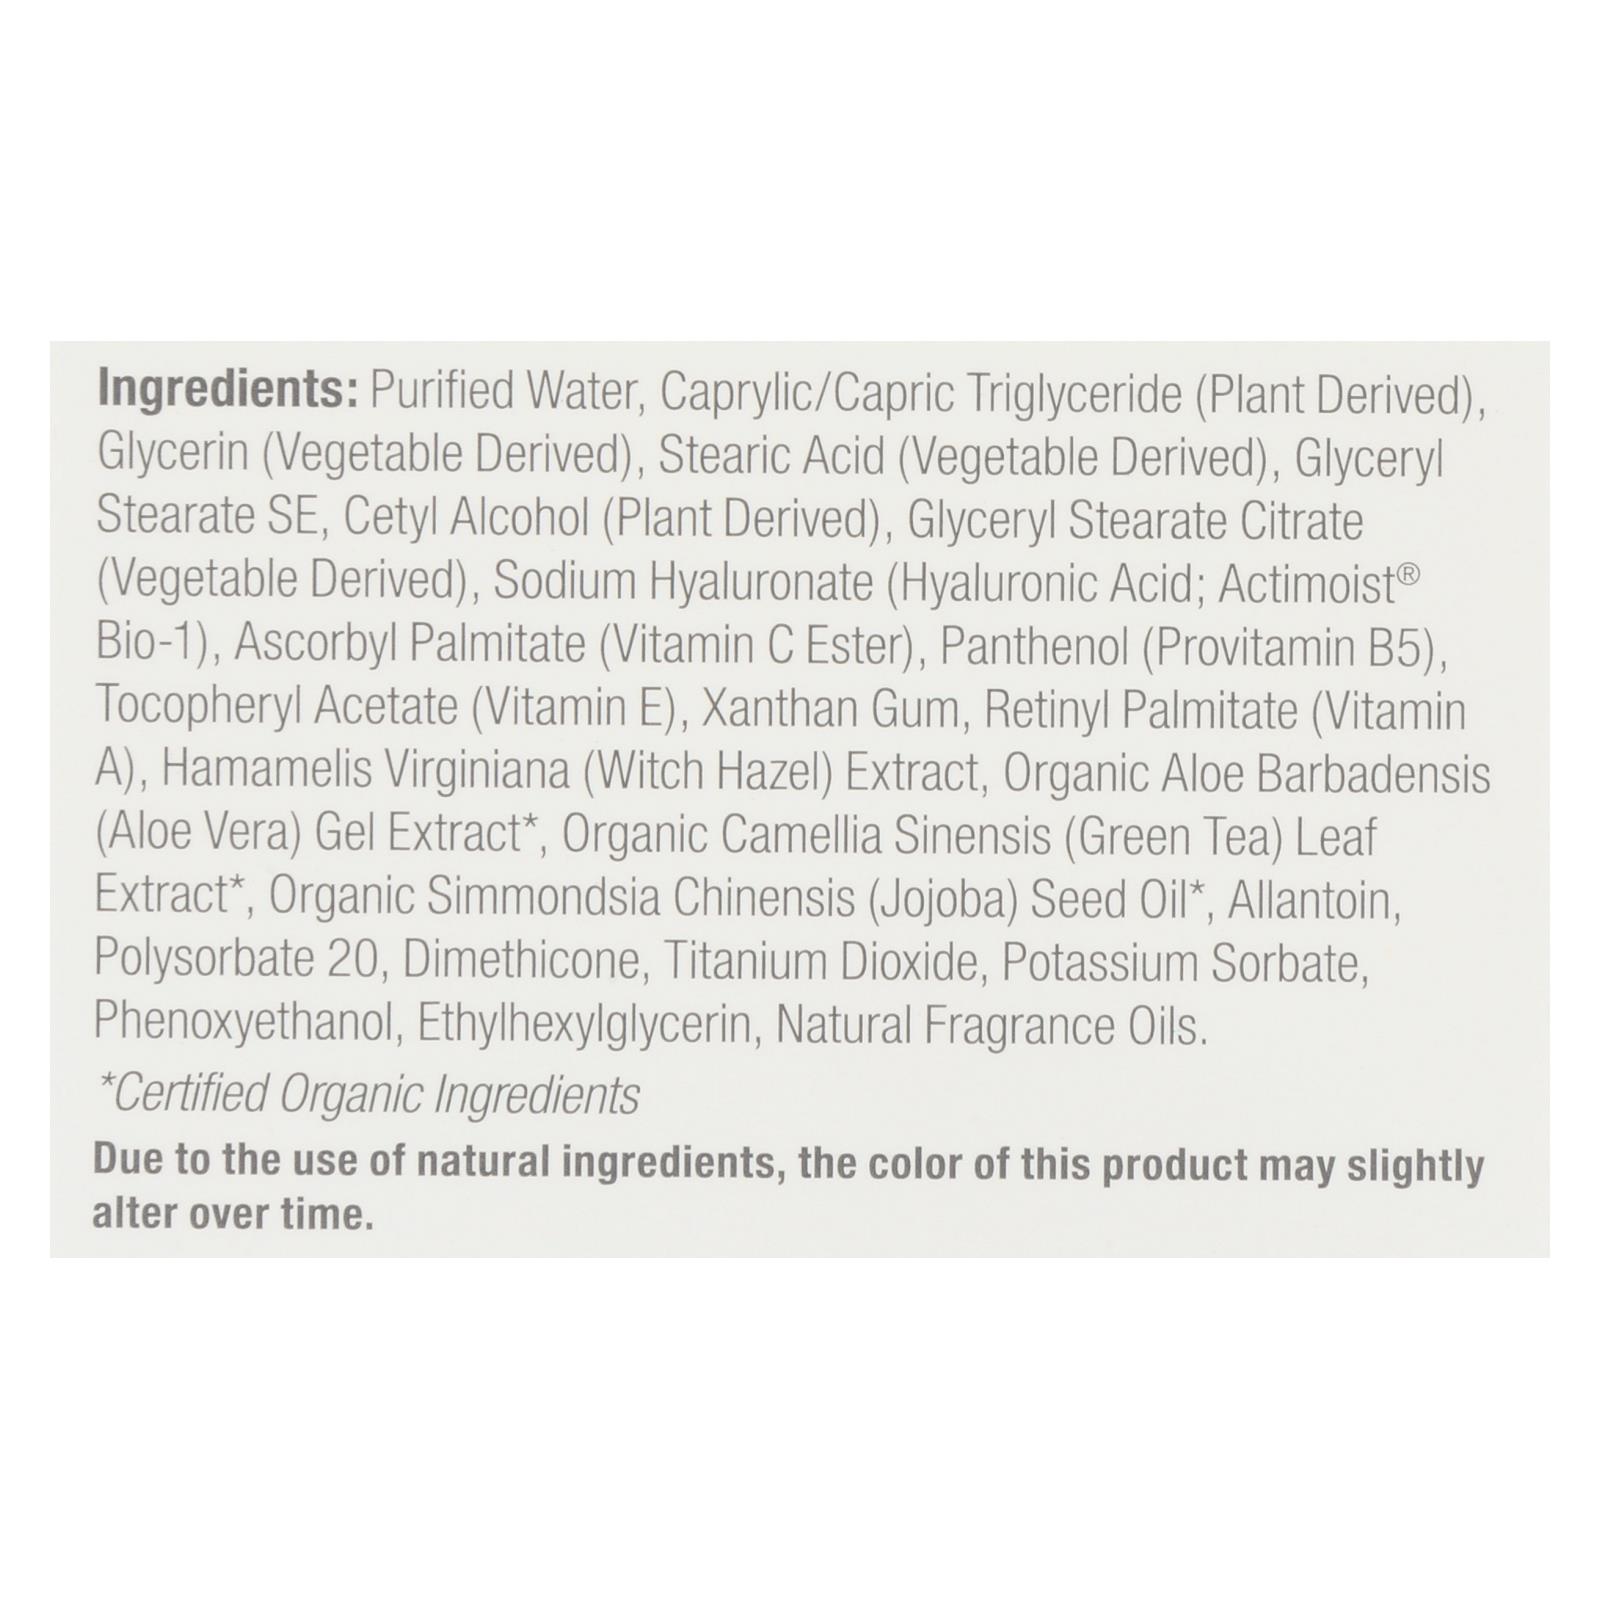 Ingredients: Purified Water, Caprylic/Capric Triglyceride (Plant Derived),
Glycerin (Vegetable Derived), Stearic Acid (Vegetable Derived), Glyceryl
Stearate SE, Cetyl Alcohol (Plant Derived), Glyceryl Stearate Citrate
(Vegetable Derived), Sodium Hyaluronate (Hyaluronic Acid; Actimoist®
Bio-1), Ascorbyl Palmitate (Vitamin C Ester), Panthenol (Provitamin B5),
Tocopheryl Acetate (Vitamin E), Xanthan Gum, Retinyl Palmitate (Vitamin
A), Hamamelis Virginiana (Witch Hazel) Extract, Organic Aloe Barbadensis
(Aloe Vera) Gel Extract*, Organic Camellia Sinensis (Green Tea) Leaf
Extract*, Organic Simmondsia Chinensis (Jojoba) Seed Oil*, Allantoin,
Polysorbate 20, Dimethicone, Titanium Dioxide, Potassium Sorbate,
Phenoxyethanol, Ethylhexylglycerin, Natural Fragrance Oils.
*Certified Organic Ingredients
Due to the use of natural ingredients, the color of this product may slightly
alter over time.